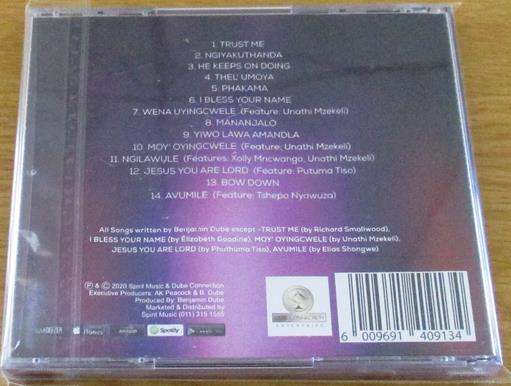 1. TRUST ME
2. NGIYAKUTHANDA
3. HE KEEPS ON DOING
4. THEL' UMOYA
5. PHAKAMA
6. I BLESS YOUR NAME
7. WENA UYINGCWELE (Feature: Unathi Mzekeli)
8. MANANJALO
9. YIWO LAWA AMANDLA
10. MOY' OYINGCWELE (Feature: Unathi Mzekeli)
11. NGILAWULE (Features: Xolly Mncwango, Unathi Mzekeli)
12. JESUS YOU ARE LORD (Feature: Putuma Tiso)
13. BOW DOWN
14. AVUMILE (Feature: Tshepo Nyawuza)
All Songs written by Benjamin Dube except -TRUST ME (by Richard Smallwood),
I BLESS YOUR NAME (by Elizabeth Goodine), MOY' OYINGCWELE (by Unathi Mzekeli),
JESUS YOU ARE LORD (by Phuthuma Tiso), AVUMILE (by Elias Shongwe)
℗ & © 2020 Spirit Music & Dube Connection
Executive Producers: AK Peacock & B. Dube
Produced By: Benjamin Dube
Marketed & Distributed by
Spirit Music (011) 315 1555
DUBE CONNECTION
ENTERPRISE
iTunes
Spotify
6 009691 409134